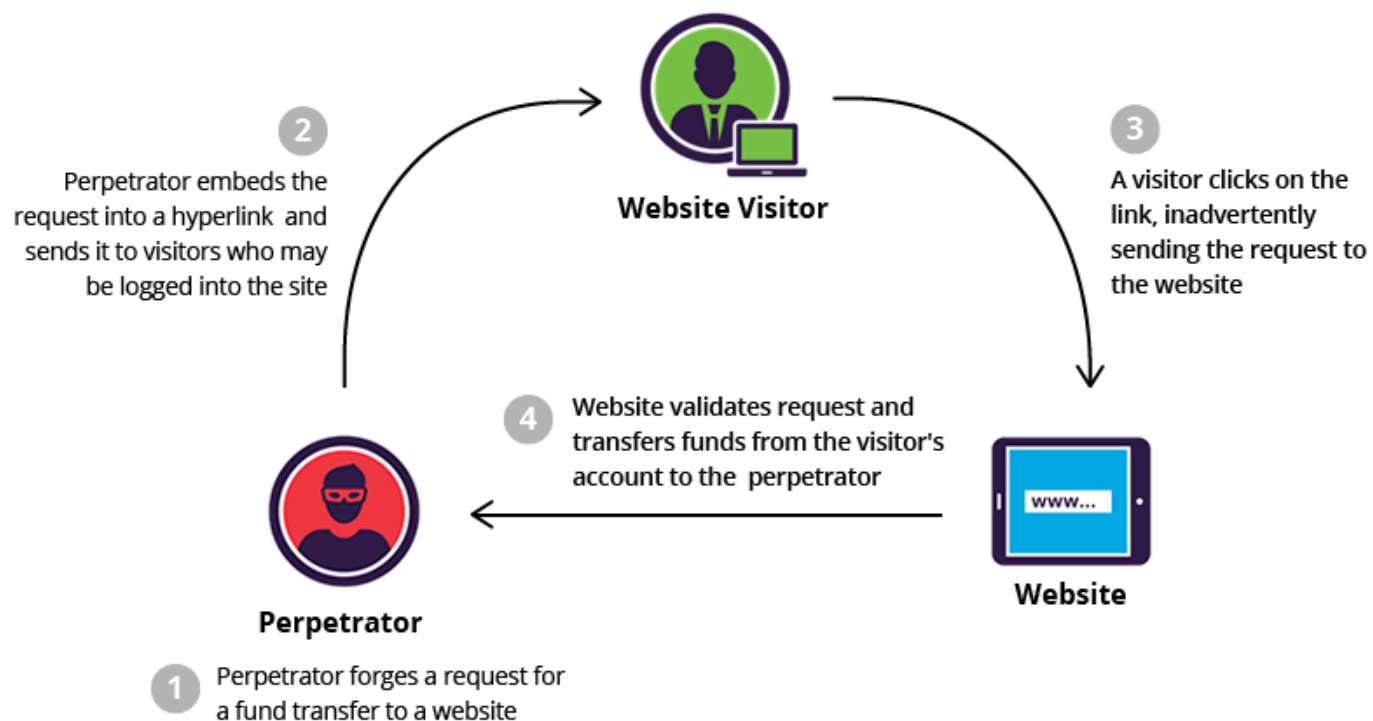 2
Perpetrator embeds the
request into a hyperlink and
sends it to visitors who may
be logged into the site
Website Visitor
3
A visitor clicks on the
link, inadvertently
sending the request to
the website
4
Website validates request and
transfers funds from the visitor's
account to the perpetrator
www...
Website
Perpetrator
1
Perpetrator forges a request for
a fund transfer to a website